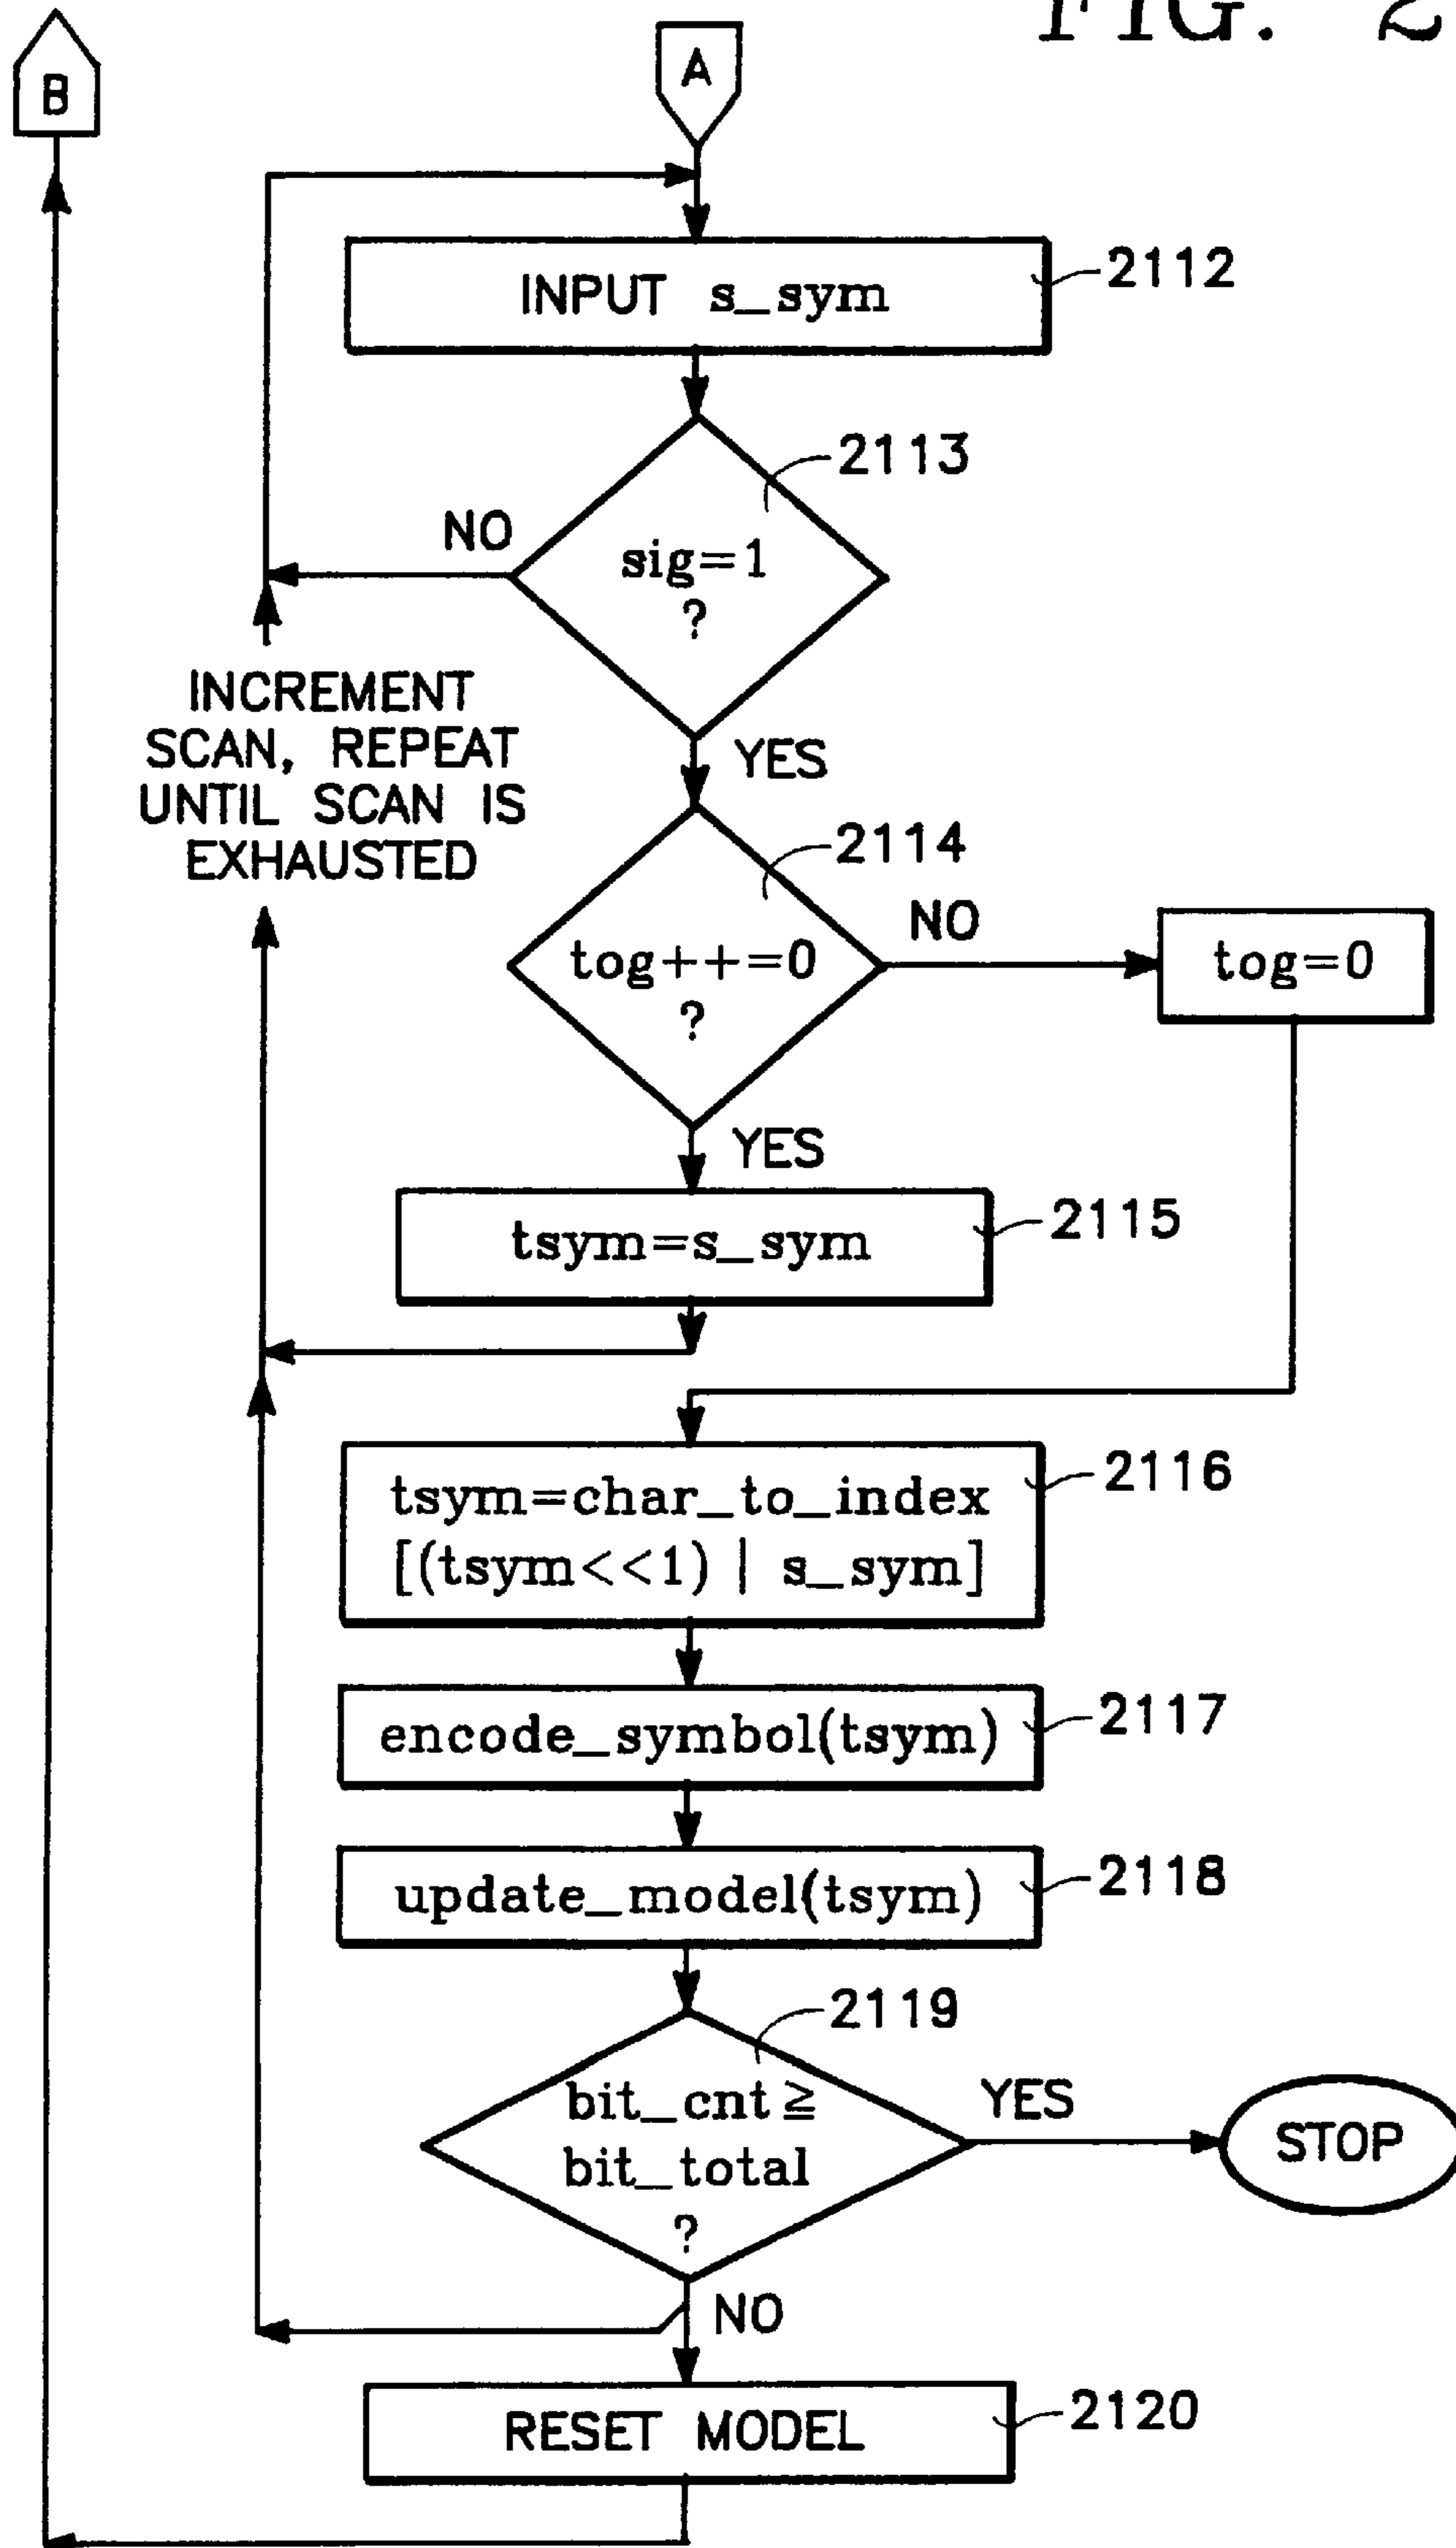 FIG. 2
B
A
INPUT s_sym
2112
2113
NO
sig=1
?
INCREMENT
SCAN, REPEAT
UNTIL SCAN IS
EXHAUSTED
YES
2114
NO
tog++=0
?
tog=0
YES
tsym=s_sym
2115
tsym=char_to_index
[(tsym<<1) | s_sym]
2116
encode_symbol(tsym)
2117
update_model(tsym)
2118
2119
bit_cnt ≧
bit_total
?
YES
STOP
NO
RESET MODEL
2120